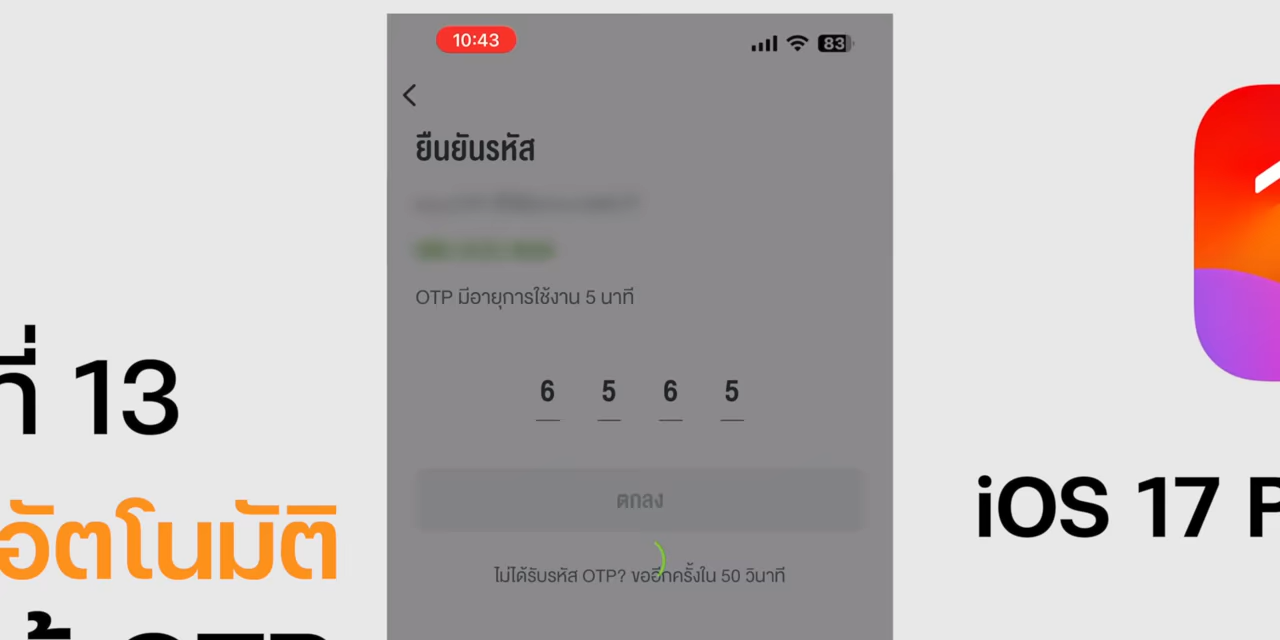 10:43
83
ยืนยันรหัส
OTP มีอายุการใช้งาน 5 นาที
6 5 6 5
ตกลง
ไม่ได้รับรหัส OTP? ขออีกครั้งใน 50 วินาที
ที่ 13
อัตโนมัติ
OTP
iOS 17